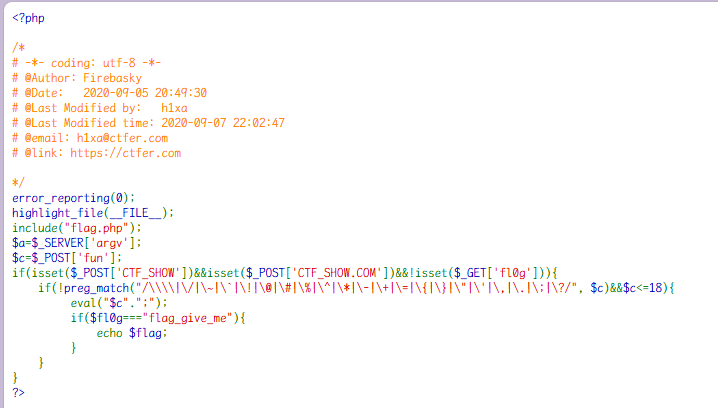 <?php
/*
# -*- coding: utf-8 -*-
# @Author: Firebasky
# @Date:   2020-09-05 20:49:30
# @Last Modified by:   h1xa
# @Last Modified time: 2020-09-07 22:02:47
# @email: h1xa@ctfer.com
# @link: https://ctfer.com
*/
error_reporting(0);
highlight_file(__FILE__);
include("flag.php");
$a=$_SERVER['argv'];
$c=$_POST['fun'];
if(isset($_POST['CTF_SHOW'])&&isset($_POST['CTF_SHOW.COM'])&&!isset($_GET['fl0g'])){
    if(!preg_match("/\\\\|\/|\~|\`|\!|\@|\#|\%|\^|\*|\-|\+|\=|\{|\}|\"|\'|\,|\.|\;|\?/", $c)&&$c<=18){
        eval("$c".";");
        if($fl0g==="flag_give_me"){
            echo $flag;
        }
    }
}
?>